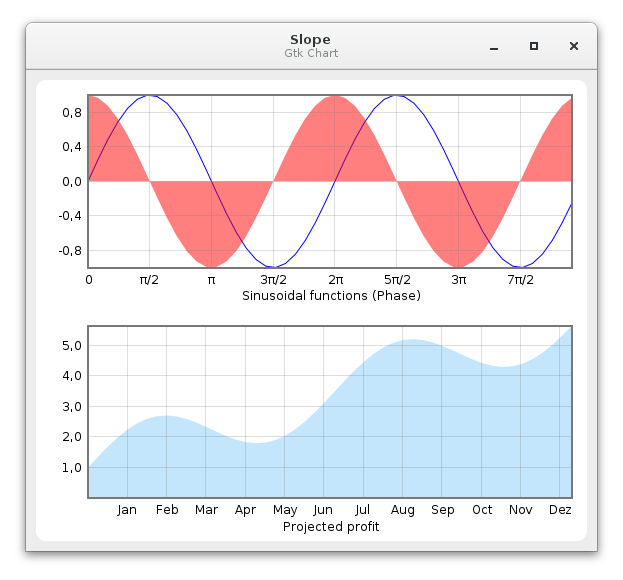 Slope
Gtk Chart
0,8
0,4
0,0
-0,4
-0,8
0 π/2 π 3π/2 2π 5π/2 3π 7π/2
Sinusoidal functions (Phase)
5,0
4,0
3,0
2,0
1,0
Jan Feb Mar Apr May Jun Jul Aug Sep Oct Nov Dez
Projected profit